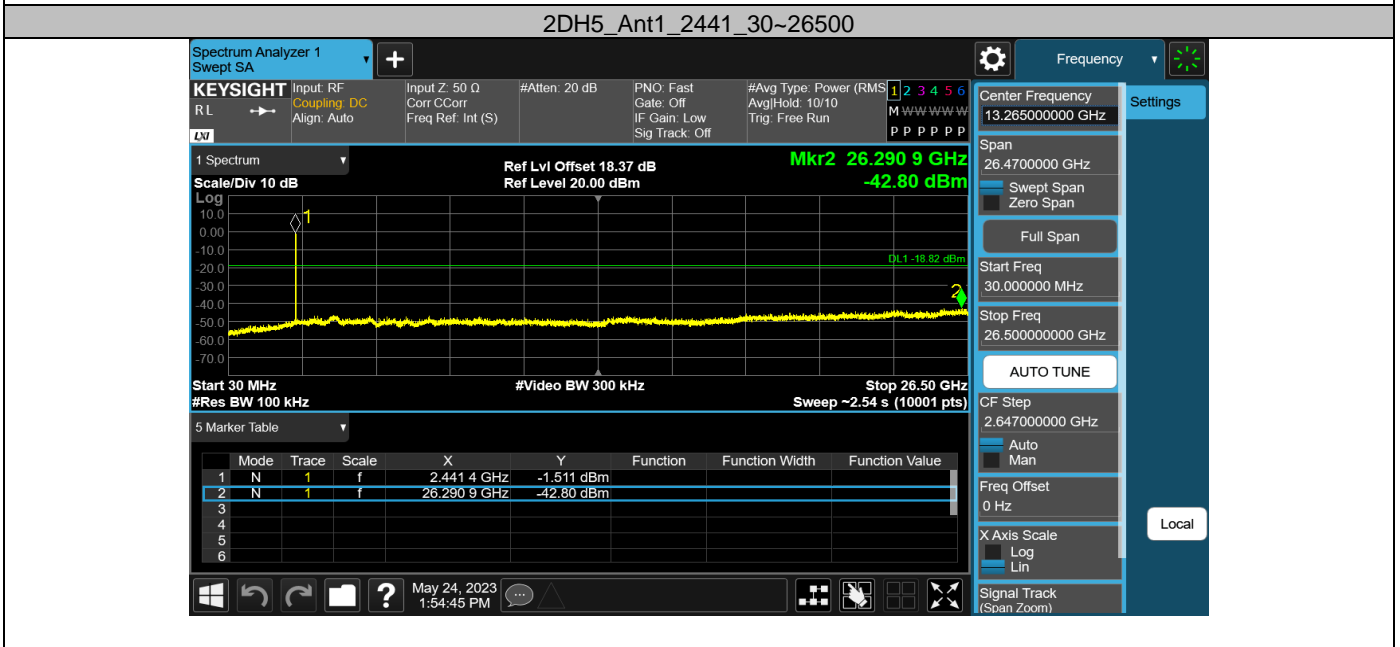 2DH5_Ant1_2441_30~26500
Spectrum Analyzer 1
Swept SA
Frequency
KEYSIGHT
RL
LXI
Input: RF
Coupling: DC
Align: Auto
Input Z: 50 Ω
Corr CCorr
Freq Ref: Int (S)
#Atten: 20 dB
PNO: Fast
Gate: Off
IF Gain: Low
Sig Track: Off
#Avg Type: Power (RMS
Avg|Hold: 10/10
Trig: Free Run
1 2 3 4 5 6
M W W W W W
P P P P P P
1 Spectrum
Scale/Div 10 dB
Ref Lvl Offset 18.37 dB
Ref Level 20.00 dBm
Mkr2 26.290 9 GHz
-42.80 dBm
Log
10.0
0.00
-10.0
-20.0
-30.0
-40.0
-50.0
-60.0
-70.0
1
DL1 -18.82 dBm
2
Start 30 MHz
#Video BW 300 kHz
Stop 26.50 GHz
#Res BW 100 kHz
Sweep ~2.54 s (10001 pts)
5 Marker Table
Mode Trace Scale X Y Function Function Width Function Value
1 N 1 f 2.441 4 GHz -1.511 dBm
2 N 1 f 26.290 9 GHz -42.80 dBm
3
4
5
6
May 24, 2023
1:54:45 PM
Center Frequency
13.265000000 GHz
Settings
Span
26.4700000 GHz
Swept Span
Zero Span
Full Span
Start Freq
30.000000 MHz
Stop Freq
26.500000000 GHz
AUTO TUNE
CF Step
2.647000000 GHz
Auto
Man
Freq Offset
0 Hz
Local
X Axis Scale
Log
Lin
Signal Track
(Span Zoom)